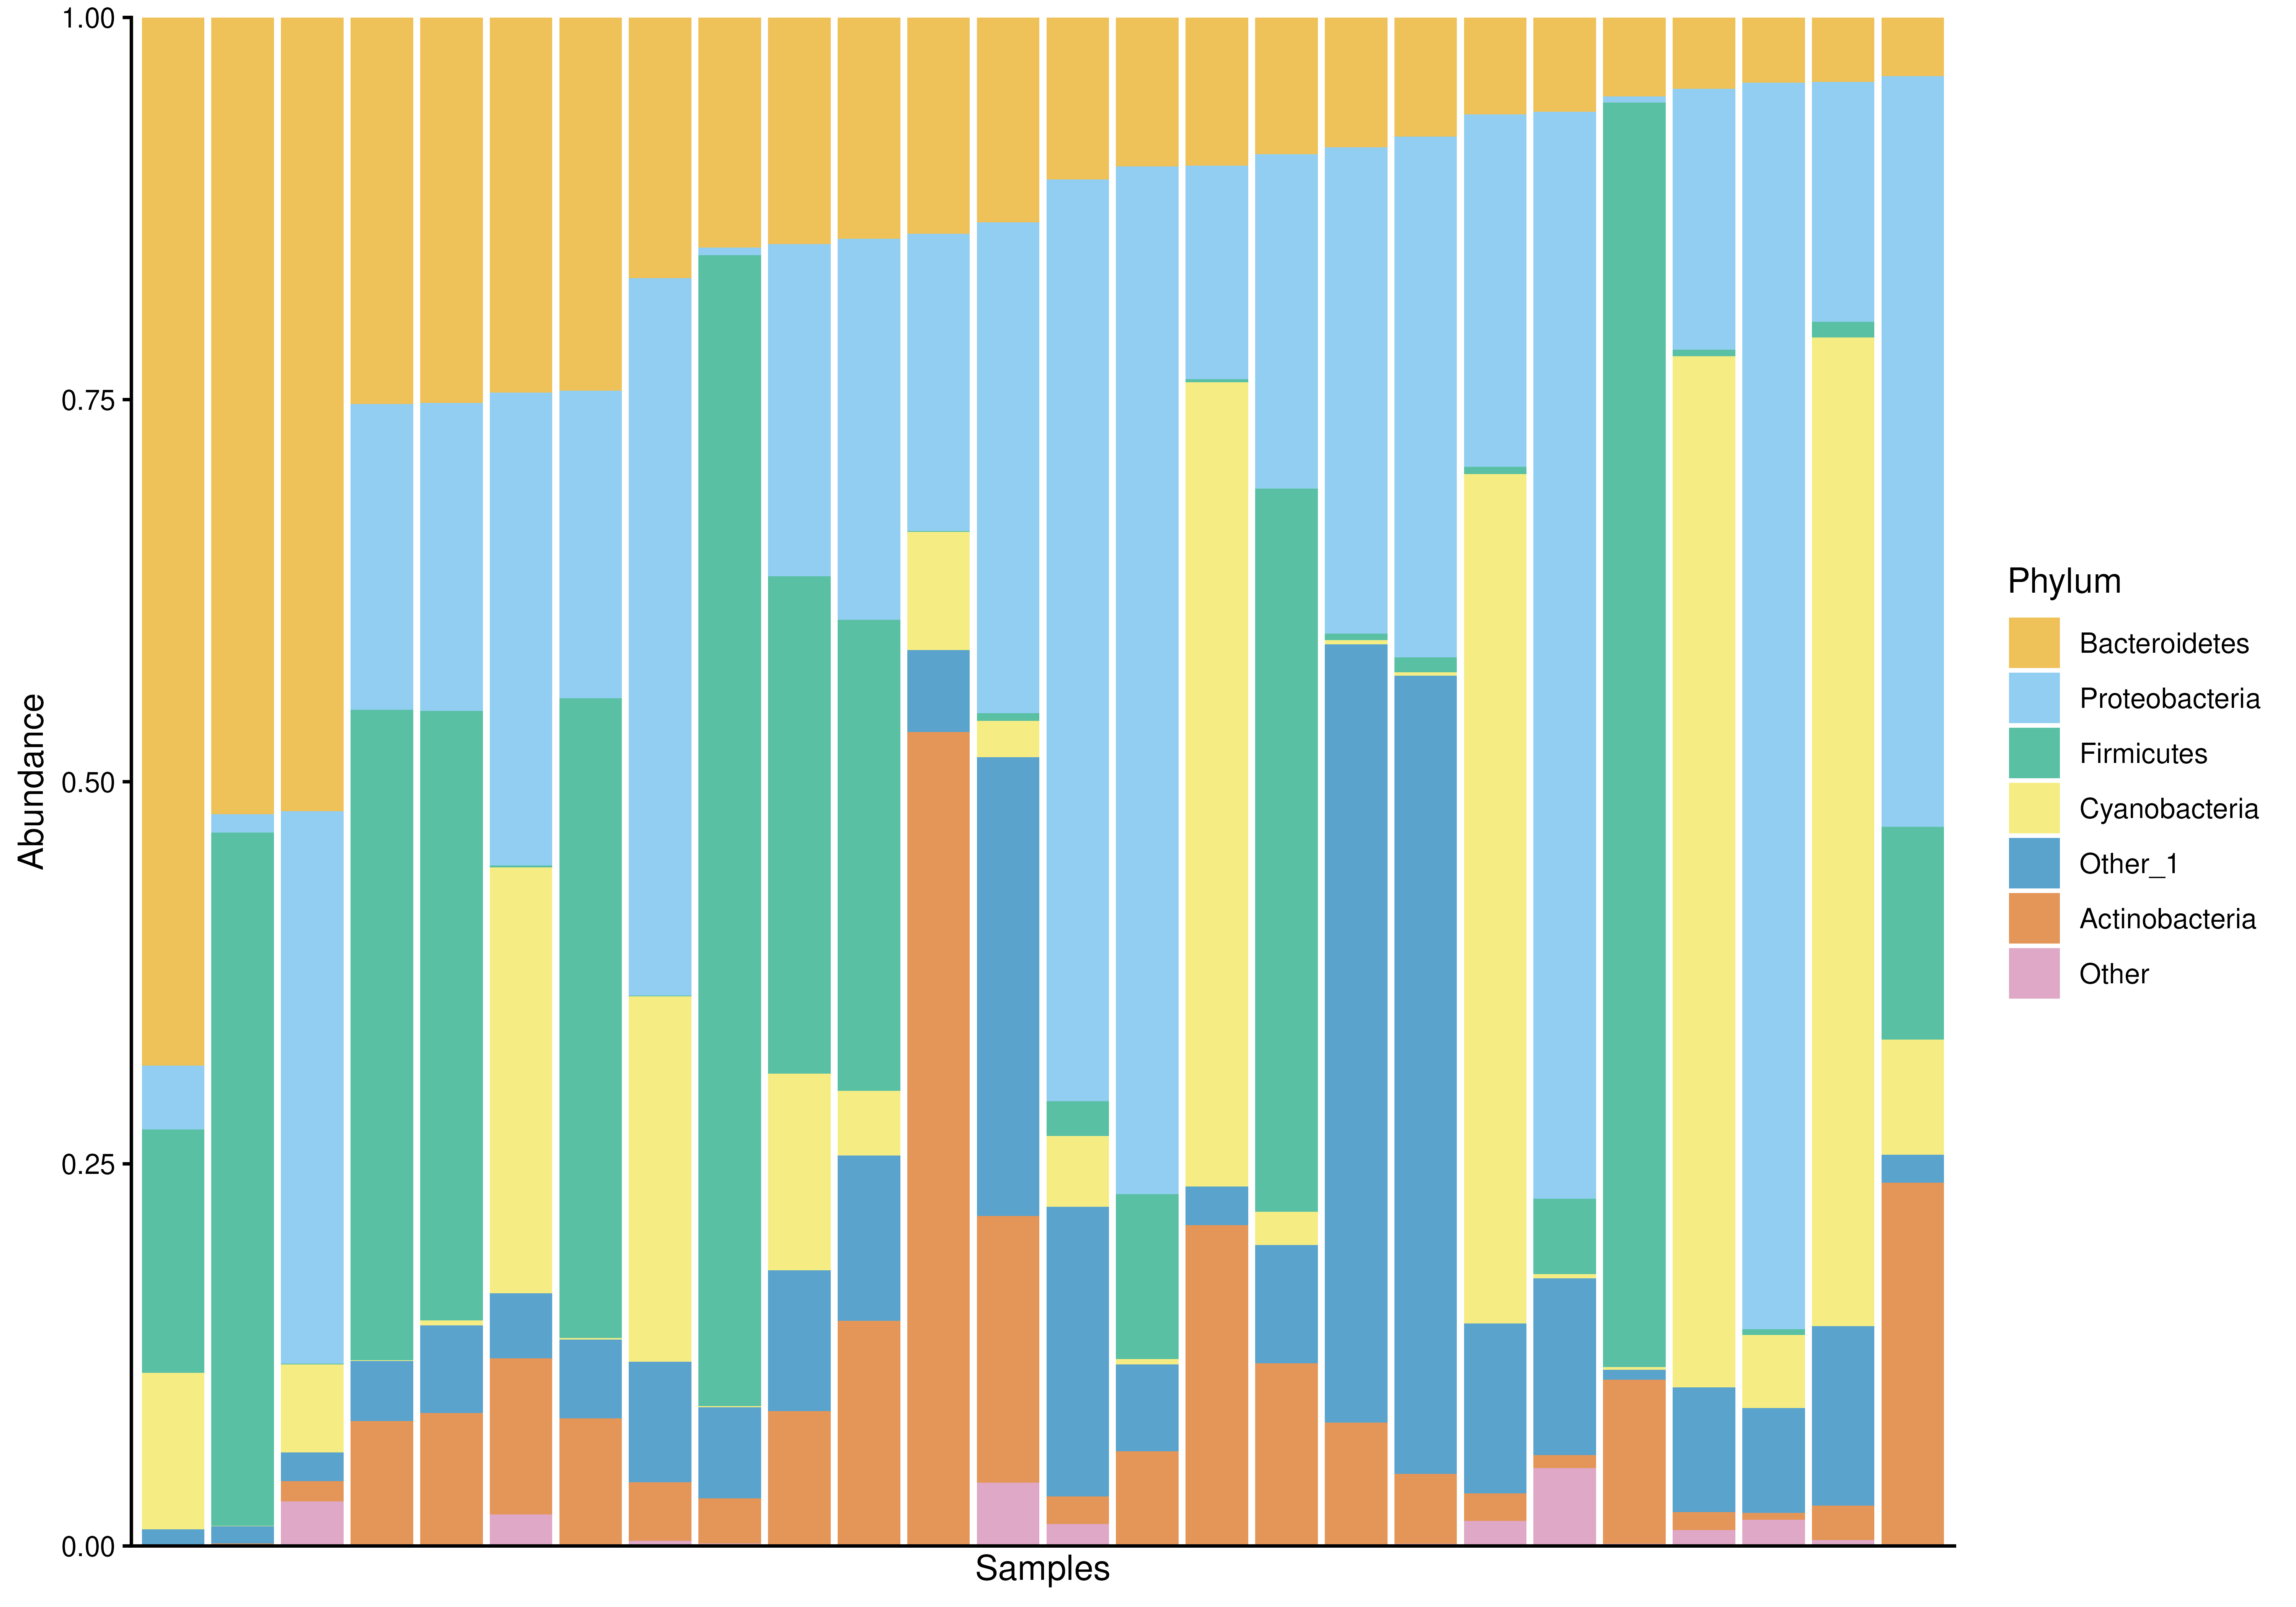 1.00
0.75
0.50
0.25
0.00
Abundance
Samples
Phylum
Bacteroidetes
Proteobacteria
Firmicutes
Cyanobacteria
Other_1
Actinobacteria
Other